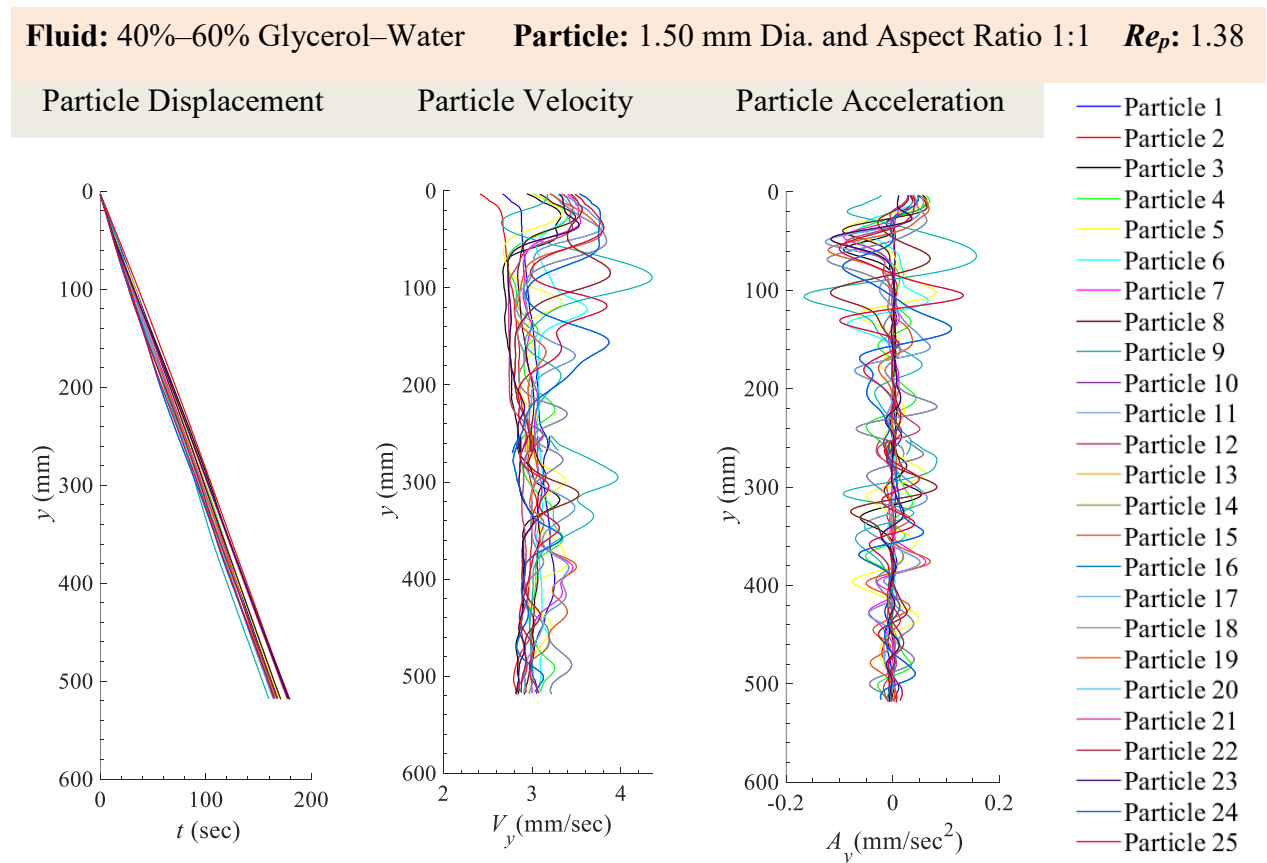 Fluid: 40%–60% Glycerol–Water Particle: 1.50 mm Dia. and Aspect Ratio 1:1 Rep: 1.38
Particle Displacement Particle Velocity Particle Acceleration
0
100
200
300
400
500
600
y (mm)
0 100 200
t (sec)
0
100
200
300
400
500
600
y (mm)
2 3 4
Vy(mm/sec)
0
100
200
300
400
500
600
y (mm)
-0.2 0 0.2
Ay(mm/sec2)
Particle 1
Particle 2
Particle 3
Particle 4
Particle 5
Particle 6
Particle 7
Particle 8
Particle 9
Particle 10
Particle 11
Particle 12
Particle 13
Particle 14
Particle 15
Particle 16
Particle 17
Particle 18
Particle 19
Particle 20
Particle 21
Particle 22
Particle 23
Particle 24
Particle 25